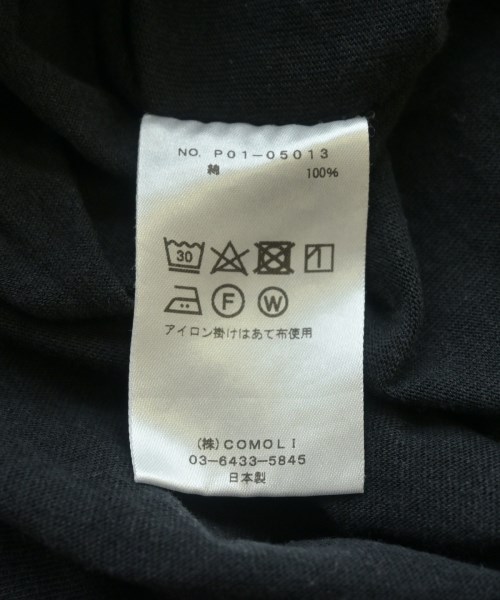 NO. P01-05013
綿 100%
30
F W
アイロン掛けはあて布使用
(株)COMOLI
03-6433-5845
日本製